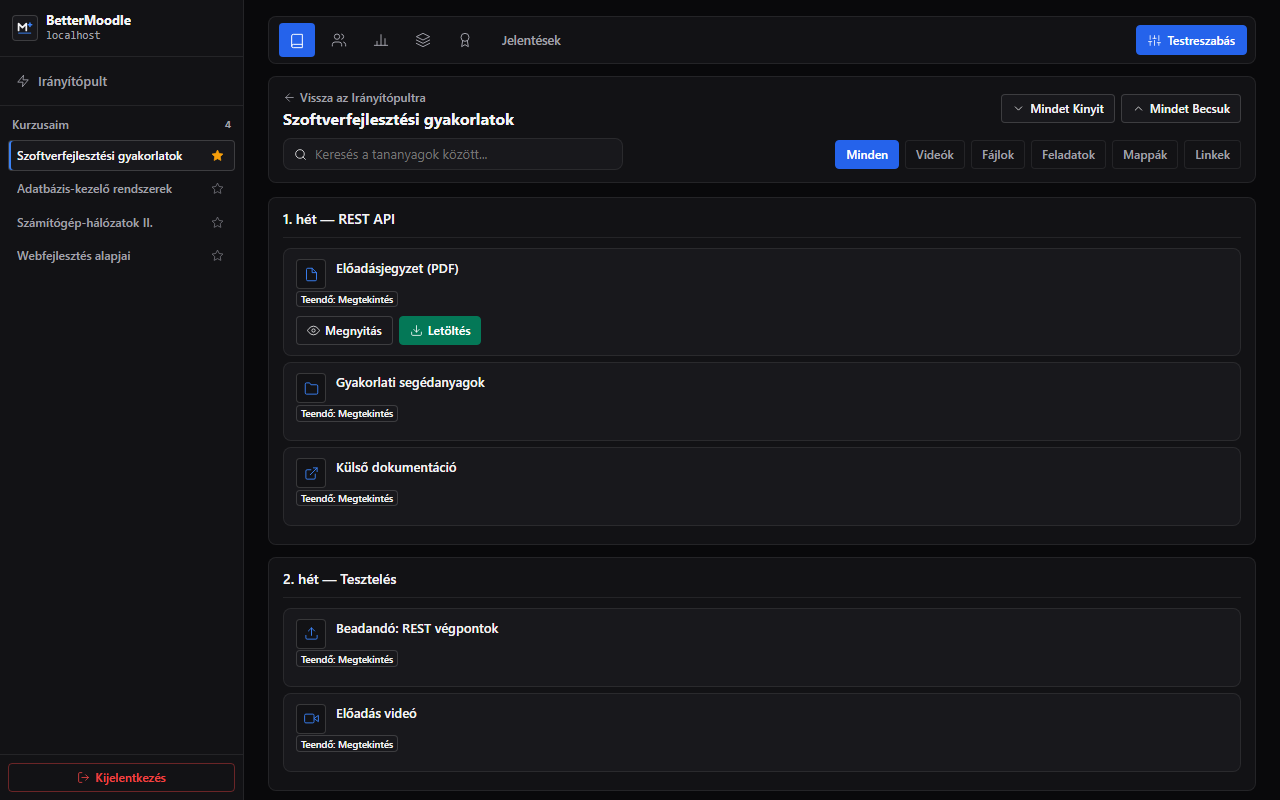 BetterMoodle
localhost
Irányítópult
Kurzusaim 4
Szoftverfejlesztési gyakorlatok
Adatbázis-kezelő rendszerek
Számítógép-hálózatok II.
Webfejlesztés alapjai
Kijelentkezés
Jelentések
Testreszabás
Vissza az Irányítópultra
Szoftverfejlesztési gyakorlatok
Mindet Kinyit Mindet Becsuk
Keresés a tananyagok között...
Minden Videók Fájlok Feladatok Mappák Linkek
1. hét — REST API
Előadásjegyzet (PDF)
Teendő: Megtekintés
Megnyitás Letöltés
Gyakorlati segédanyagok
Teendő: Megtekintés
Külső dokumentáció
Teendő: Megtekintés
2. hét — Tesztelés
Beadandó: REST végpontok
Teendő: Megtekintés
Előadás videó
Teendő: Megtekintés